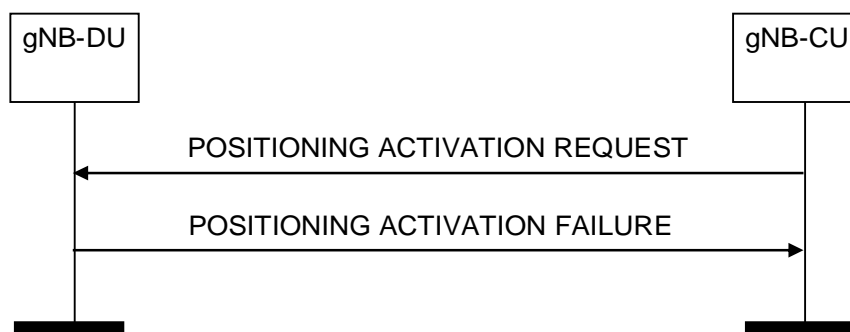 gNB-DU
gNB-CU
POSITIONING ACTIVATION REQUEST
POSITIONING ACTIVATION FAILURE